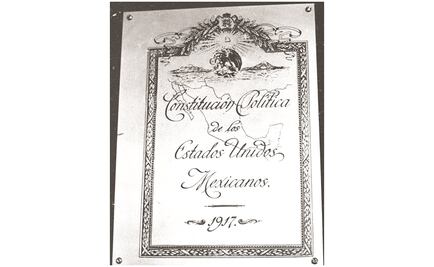 Constitución Política
de los
Estados Unidos
Mexicanos.
1917.